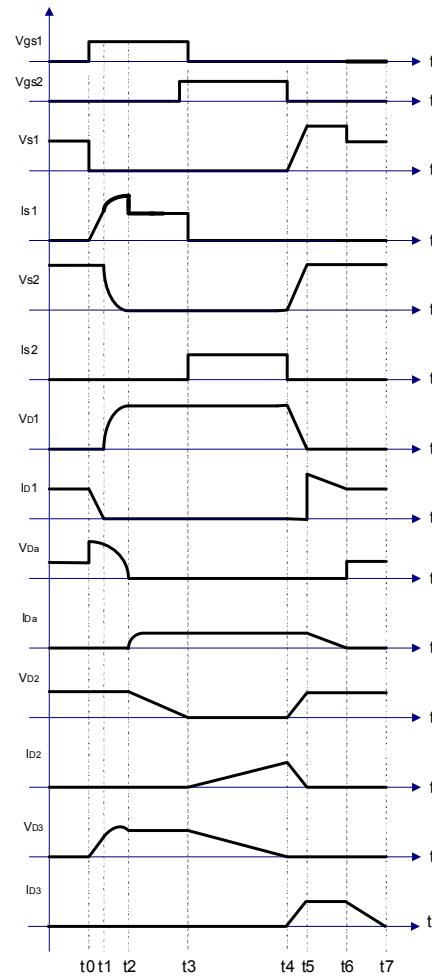 Vgs1
t
Vgs2
t
Vs1
t
Is1
t
Vs2
t
Is2
t
VD1
t
ID1
t
VDa
t
IDa
t
VD2
t
ID2
t
VD3
t
ID3
t
t0 t1 t2 t3 t4 t5 t6 t7